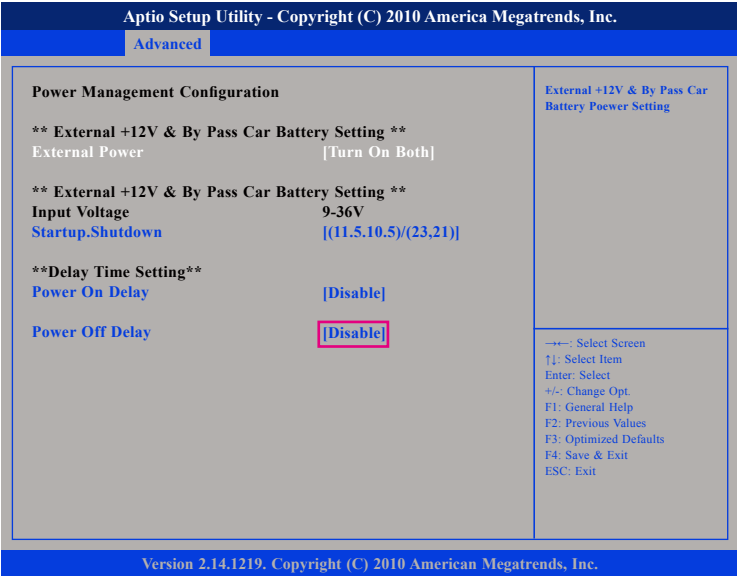 Aptio Setup Utility - Copyright (C) 2010 America Megatrends, Inc.
Advanced
Power Management Configuration
** External +12V & By Pass Car Battery Setting **
External Power [Turn On Both]
** External +12V & By Pass Car Battery Setting **
Input Voltage 9-36V
Startup.Shutdown [(11.5.10.5)/(23,21)]
**Delay Time Setting**
Power On Delay [Disable]
Power Off Delay [Disable]
External +12V & By Pass Car
Battery Poewer Setting
→←: Select Screen
↑↓: Select Item
Enter: Select
+/-: Change Opt.
F1: General Help
F2: Previous Values
F3: Optimized Defaults
F4: Save & Exit
ESC: Exit
Version 2.14.1219. Copyright (C) 2010 American Megatrends, Inc.